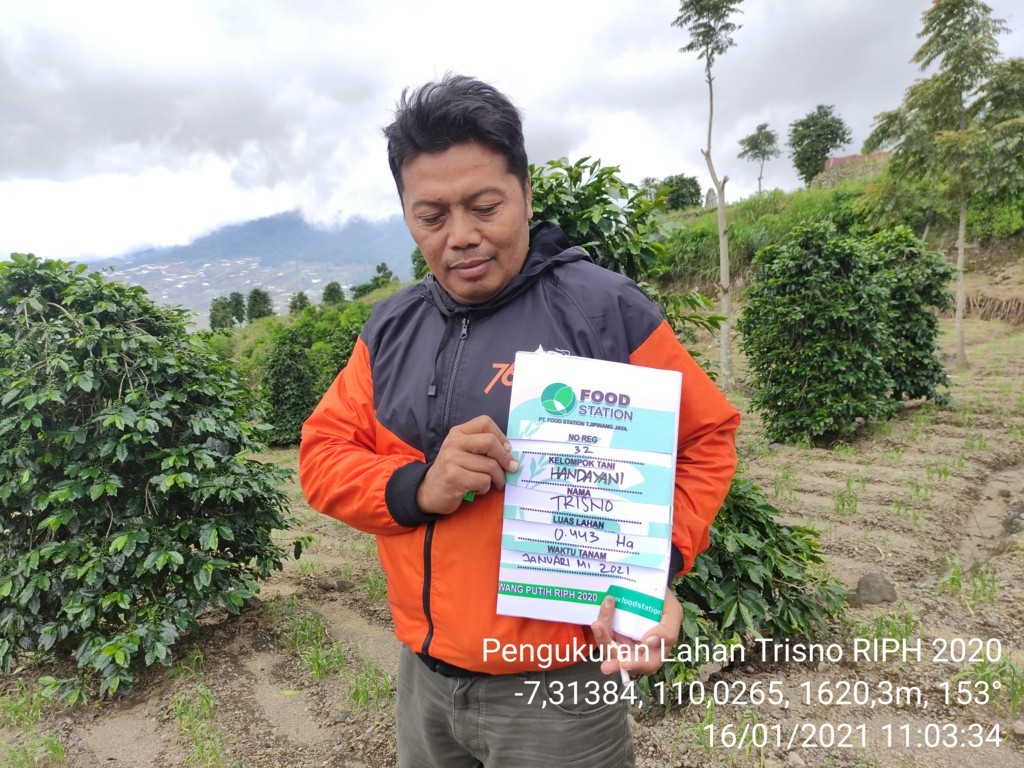 76
FOOD
STATION
PT. FOOD STATION TJIPINANG JAYA
NO REG
32
KELOMPOK TANI
HANDAYANI
NAMA
TRISNO
LUAS LAHAN
0.443 Ha
WAKTU TANAM
JANUARI M1 2021
WANG PUTIH RIPH 2020
foodstation
Pengukuran Lahan Trisno RIPH 2020
-7,31384, 110,0265, 1620,3m, 153°
16/01/2021 11:03:34